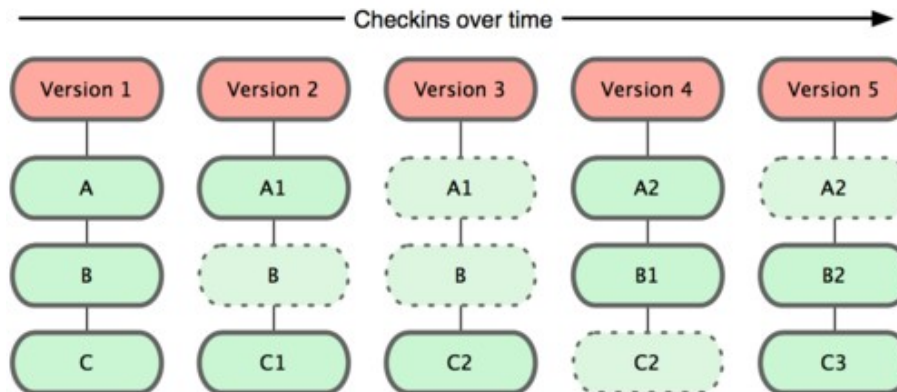 Checkins over time
Version 1 Version 2 Version 3 Version 4 Version 5
A A1 A1 A2 A2
B B B B1 B2
C C1 C2 C2 C3